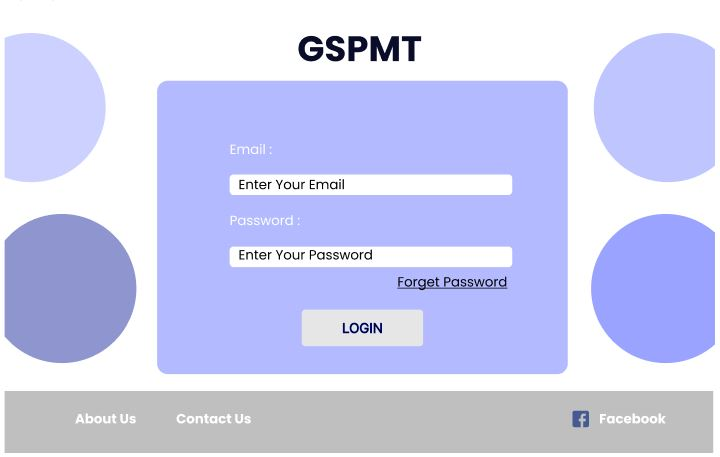 GSPMT
Email :
Enter Your Email
Password :
Enter Your Password
Forget Password
LOGIN
About Us Contact Us Facebook